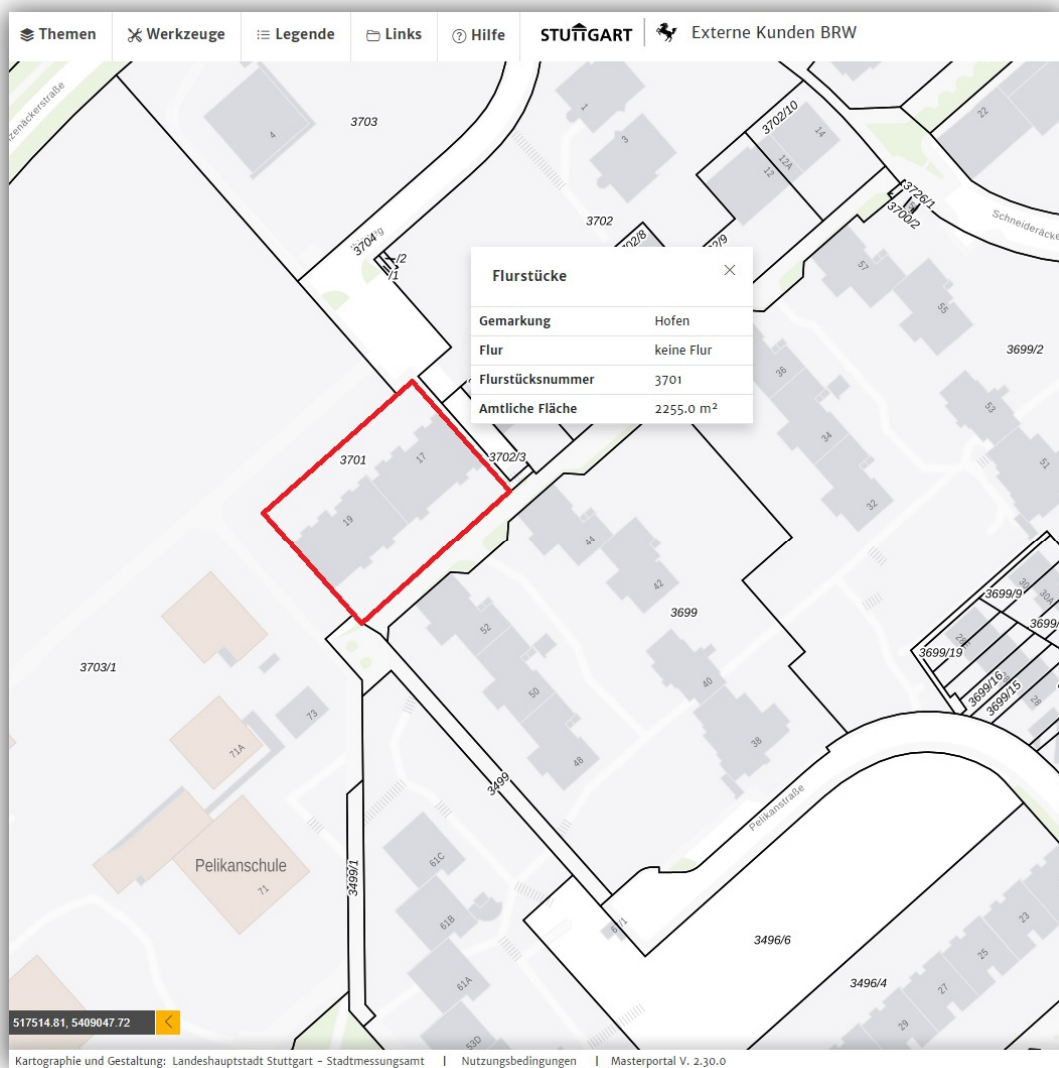 Themen
Werkzeuge
Legende
Links
Hilfe
STUTTGART
Externe Kunden BRW
zenäckerstraße
4
3703
1
3
3702/10
14
12A
12
22
3726/1
3700/2
Schneideräcke
3702
3704
/2
/1
57
55
3699/2
Flurstücke
Gemarkung Hofen
Flur keine Flur
Flurstücksnummer 3701
Amtliche Fläche 2255.0 m²
36
34
32
53
51
3701
17
19
3702/3
44
42
3699
52
50
48
40
38
3699/9
30A
3699/
3699/19
3699/16
3699/15
28
3703/1
73
71A
3499
Pelikanstraße
Pelikanschule
71
3499/1
61C
61B
61A
53D
3496/6
3496/4
23
25
27
29
517514.81, 5409047.72
Kartographie und Gestaltung: Landeshauptstadt Stuttgart – Stadtmessungsamt | Nutzungsbedingungen | Masterportal V. 2.30.0